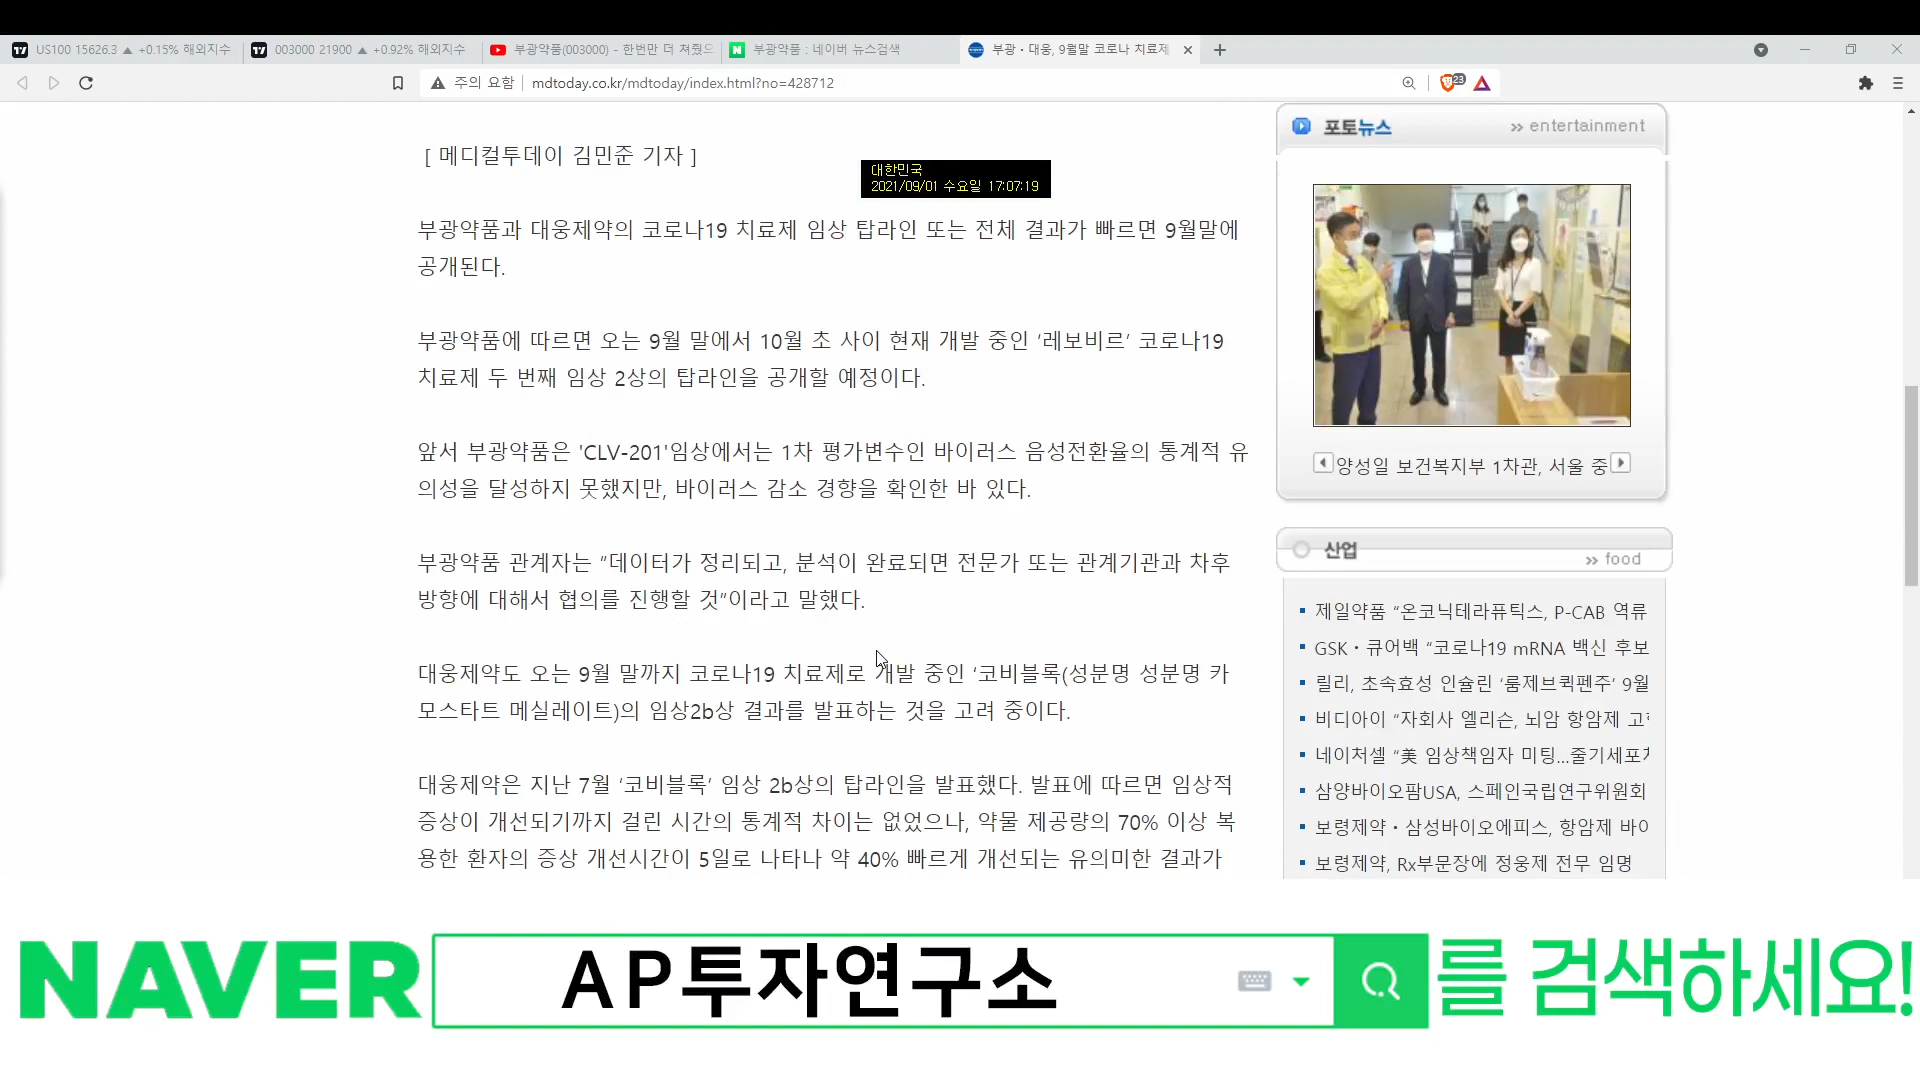 US100 15626.3 ▲ +0.15% 해외지수
003000 21900 ▲ +0.92% 해외지수
부광약품(003000) - 한번만 더 쳐줬으
부광약품 : 네이버 뉴스검색
부광・대웅, 9월말 코로나 치료제
주의 요함
mdtoday.co.kr/mdtoday/index.html?no=428712
23
[ 메디컬투데이 김민준 기자 ]
대한민국
2021/09/01 수요일 17:07:19
부광약품과 대웅제약의 코로나19 치료제 임상 탑라인 또는 전체 결과가 빠르면 9월말에
공개된다.
부광약품에 따르면 오는 9월 말에서 10월 초 사이 현재 개발 중인 ‘레보비르’ 코로나19
치료제 두 번째 임상 2상의 탑라인을 공개할 예정이다.
앞서 부광약품은 'CLV-201'임상에서는 1차 평가변수인 바이러스 음성전환율의 통계적 유
의성을 달성하지 못했지만, 바이러스 감소 경향을 확인한 바 있다.
부광약품 관계자는 “데이터가 정리되고, 분석이 완료되면 전문가 또는 관계기관과 차후
방향에 대해서 협의를 진행할 것”이라고 말했다.
대웅제약도 오는 9월 말까지 코로나19 치료제로 개발 중인 ‘코비블록(성분명 성분명 카
모스타트 메실레이트)의 임상2b상 결과를 발표하는 것을 고려 중이다.
대웅제약은 지난 7월 ‘코비블록’ 임상 2b상의 탑라인을 발표했다. 발표에 따르면 임상적
증상이 개선되기까지 걸린 시간의 통계적 차이는 없었으나, 약물 제공량의 70% 이상 복
용한 환자의 증상 개선시간이 5일로 나타나 약 40% 빠르게 개선되는 유의미한 결과가
포토뉴스
» entertainment
양성일 보건복지부 1차관, 서울 중
산업
» food
제일약품 “온코닉테라퓨틱스, P-CAB 역류
GSK・큐어백 “코로나19 mRNA 백신 후보
릴리, 초속효성 인슐린 ‘룸제브퀵펜주’ 9월
비디아이 “자회사 엘리슨, 뇌암 항암제 고
네이처셀 “美 임상책임자 미팅...줄기세포치
삼양바이오팜USA, 스페인국립연구위원회
보령제약・삼성바이오에피스, 항암제 바이
보령제약, Rx부문장에 정웅제 전무 임명
NAVER AP투자연구소 를 검색하세요!